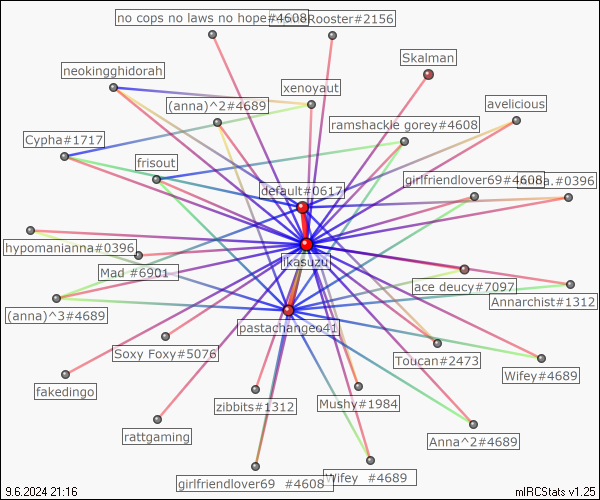 no cops no laws no hope#4608
Rooster#2156
Skalman
neokingghidorah
xenoyaut
(anna)^2#4689
avelicious
ramshackle gorey#4608
Cypha#1717
frisout
girlfriendlover69#4608
a.#0396
default#0617
hypomanianna#0396
ikasuzu
Mad #6901
ace deucy#7097
Annarchist#1312
(anna)^3#4689
pastachangeo41
Soxy Foxy#5076
Toucan#2473
Wifey#4689
fakedingo
zibbits#1312
Mushy#1984
rattgaming
Anna^2#4689
girlfriendlover69 #4608
Wifey #4689
9.6.2024 21:16
mIRCStats v1.25